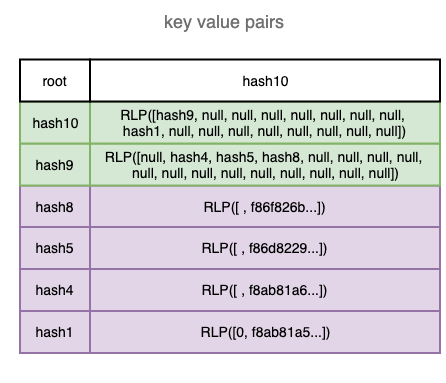 key value pairs
root hash10
hash10 RLP([hash9, null, null, null, null, null, null, null,
hash1, null, null, null, null, null, null, null, null])
hash9 RLP([null, hash4, hash5, hash8, null, null, null, null,
null, null, null, null, null, null, null, null, null])
hash8 RLP([ , f86f826b...])
hash5 RLP([ , f86d8229...])
hash4 RLP([ , f8ab81a6...])
hash1 RLP([0, f8ab81a5...])